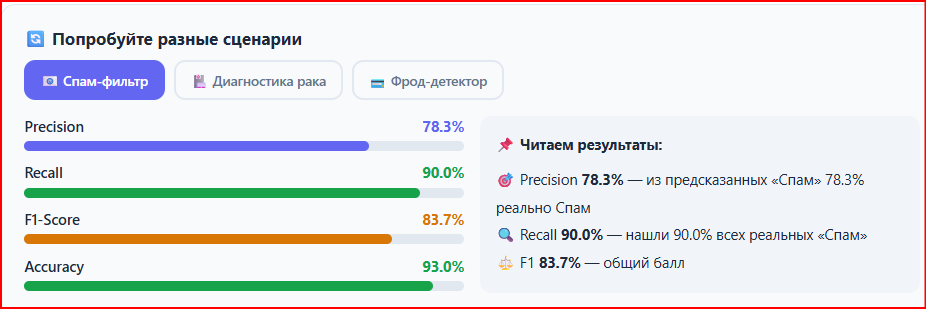 Попробуйте разные сценарии
Спам-фильтр
Диагностика рака
Фрод-детектор
Precision 78.3%
Recall 90.0%
F1-Score 83.7%
Accuracy 93.0%
Читаем результаты:
Precision 78.3% — из предсказанных «Спам» 78.3%
реально Спам
Recall 90.0% — нашли 90.0% всех реальных «Спам»
F1 83.7% — общий балл